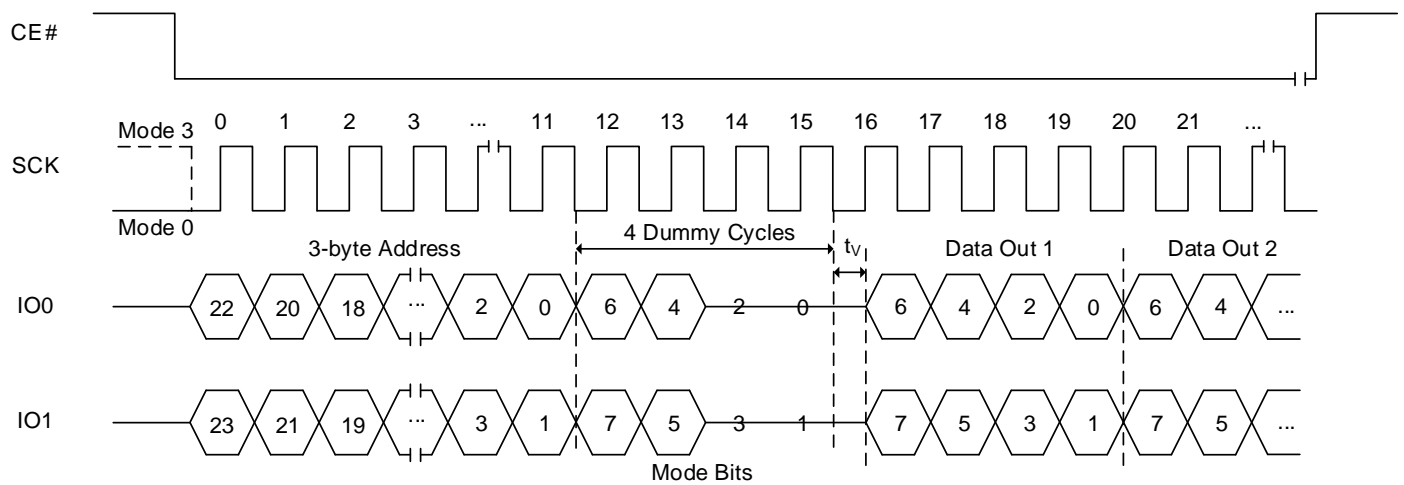 CE#
Mode 3 0 1 2 3 ... 11 12 13 14 15 16 17 18 19 20 21 ...
SCK
Mode 0
3-byte Address 4 Dummy Cycles tV Data Out 1 Data Out 2
IO0 22 20 18 ... 2 0 6 4 2 0 6 4 2 0 6 4 ...
IO1 23 21 19 ... 3 1 7 5 3 1 7 5 3 1 7 5 ...
Mode Bits